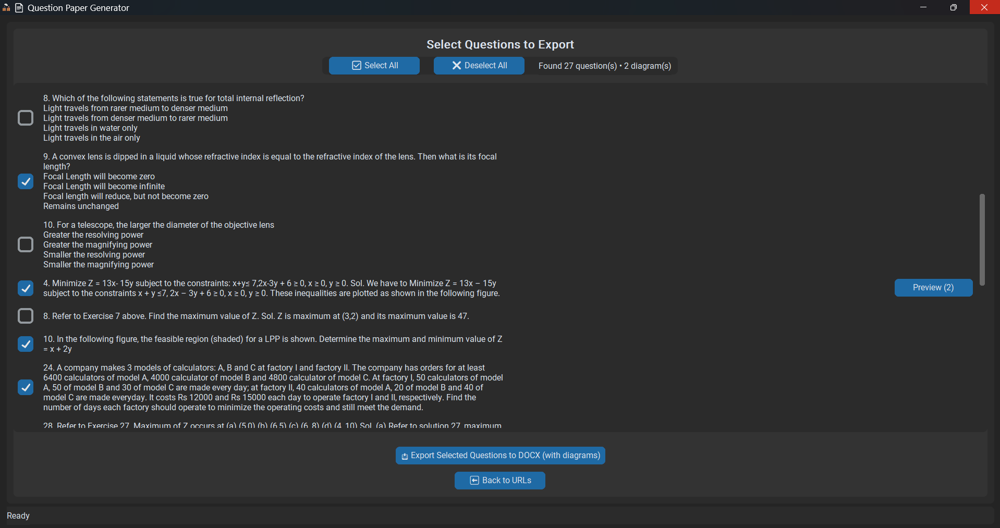 Question Paper Generator
Select Questions to Export
Select All
Deselect All
Found 27 question(s) • 2 diagram(s)
8. Which of the following statements is true for total internal reflection?
Light travels from rarer medium to denser medium
Light travels from denser medium to rarer medium
Light travels in water only
Light travels in the air only
9. A convex lens is dipped in a liquid whose refractive index is equal to the refractive index of the lens. Then what is its focal
length?
Focal Length will become zero
Focal Length will become infinite
Focal length will reduce, but not become zero
Remains unchanged
10. For a telescope, the larger the diameter of the objective lens
Greater the resolving power
Greater the magnifying power
Smaller the resolving power
Smaller the magnifying power
4. Minimize Z = 13x- 15y subject to the constraints: x+y≤ 7,2x-3y + 6 ≥ 0, x ≥ 0, y ≥ 0. Sol. We have to Minimize Z = 13x – 15y
subject to the constraints x + y ≤7, 2x – 3y + 6 ≥ 0, x ≥ 0, y ≥ 0. These inequalities are plotted as shown in the following figure.
Preview (2)
8. Refer to Exercise 7 above. Find the maximum value of Z. Sol. Z is maximum at (3,2) and its maximum value is 47.
10. In the following figure, the feasible region (shaded) for a LPP is shown. Determine the maximum and minimum value of Z
= x + 2y
24. A company makes 3 models of calculators: A, B and C at factory I and factory II. The company has orders for at least
6400 calculators of model A, 4000 calculator of model B and 4800 calculator of model C. At factory I, 50 calculators of model
A, 50 of model B and 30 of model C are made every day; at factory II, 40 calculators of model A, 20 of model B and 40 of
model C are made everyday. It costs Rs 12000 and Rs 15000 each day to operate factory I and II, respectively. Find the
number of days each factory should operate to minimize the operating costs and still meet the demand.
28. Refer to Exercise 27. Maximum of Z occurs at (a) (5,0) (b) (6,5) (c) (6, 8) (d) (4, 10) Sol. (a) Refer to solution 27, maximum
Export Selected Questions to DOCX (with diagrams)
Back to URLs
Ready